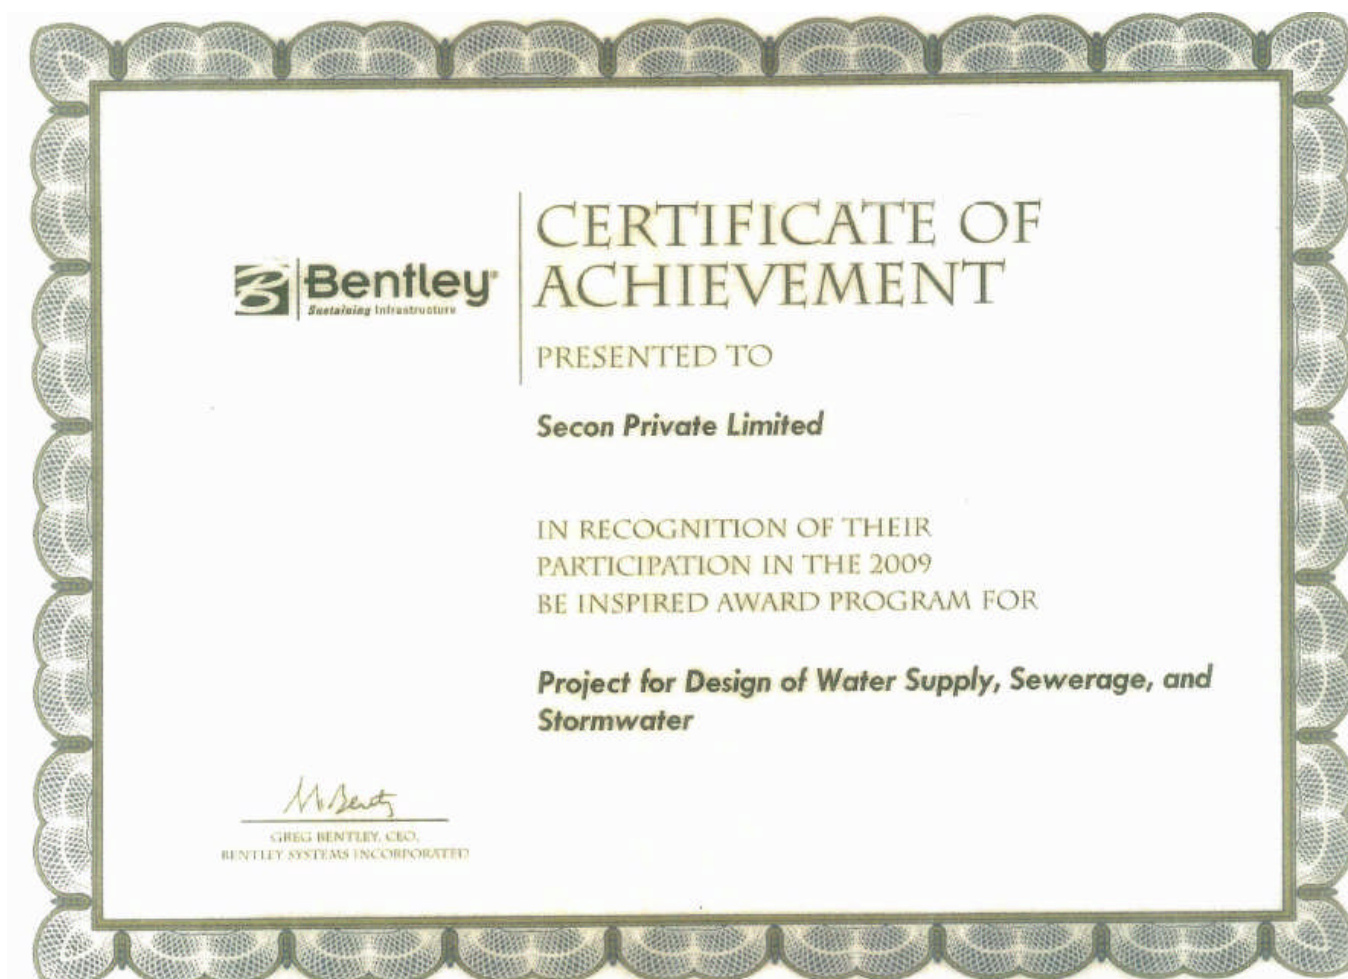 Bentley®
Sustaining Infrastructure
CERTIFICATE OF
ACHIEVEMENT
PRESENTED TO
Secon Private Limited
IN RECOGNITION OF THEIR
PARTICIPATION IN THE 2009
BE INSPIRED AWARD PROGRAM FOR
Project for Design of Water Supply, Sewerage, and
Stormwater
GREG BENTLEY, CEO,
BENTLEY SYSTEMS INCORPORATED